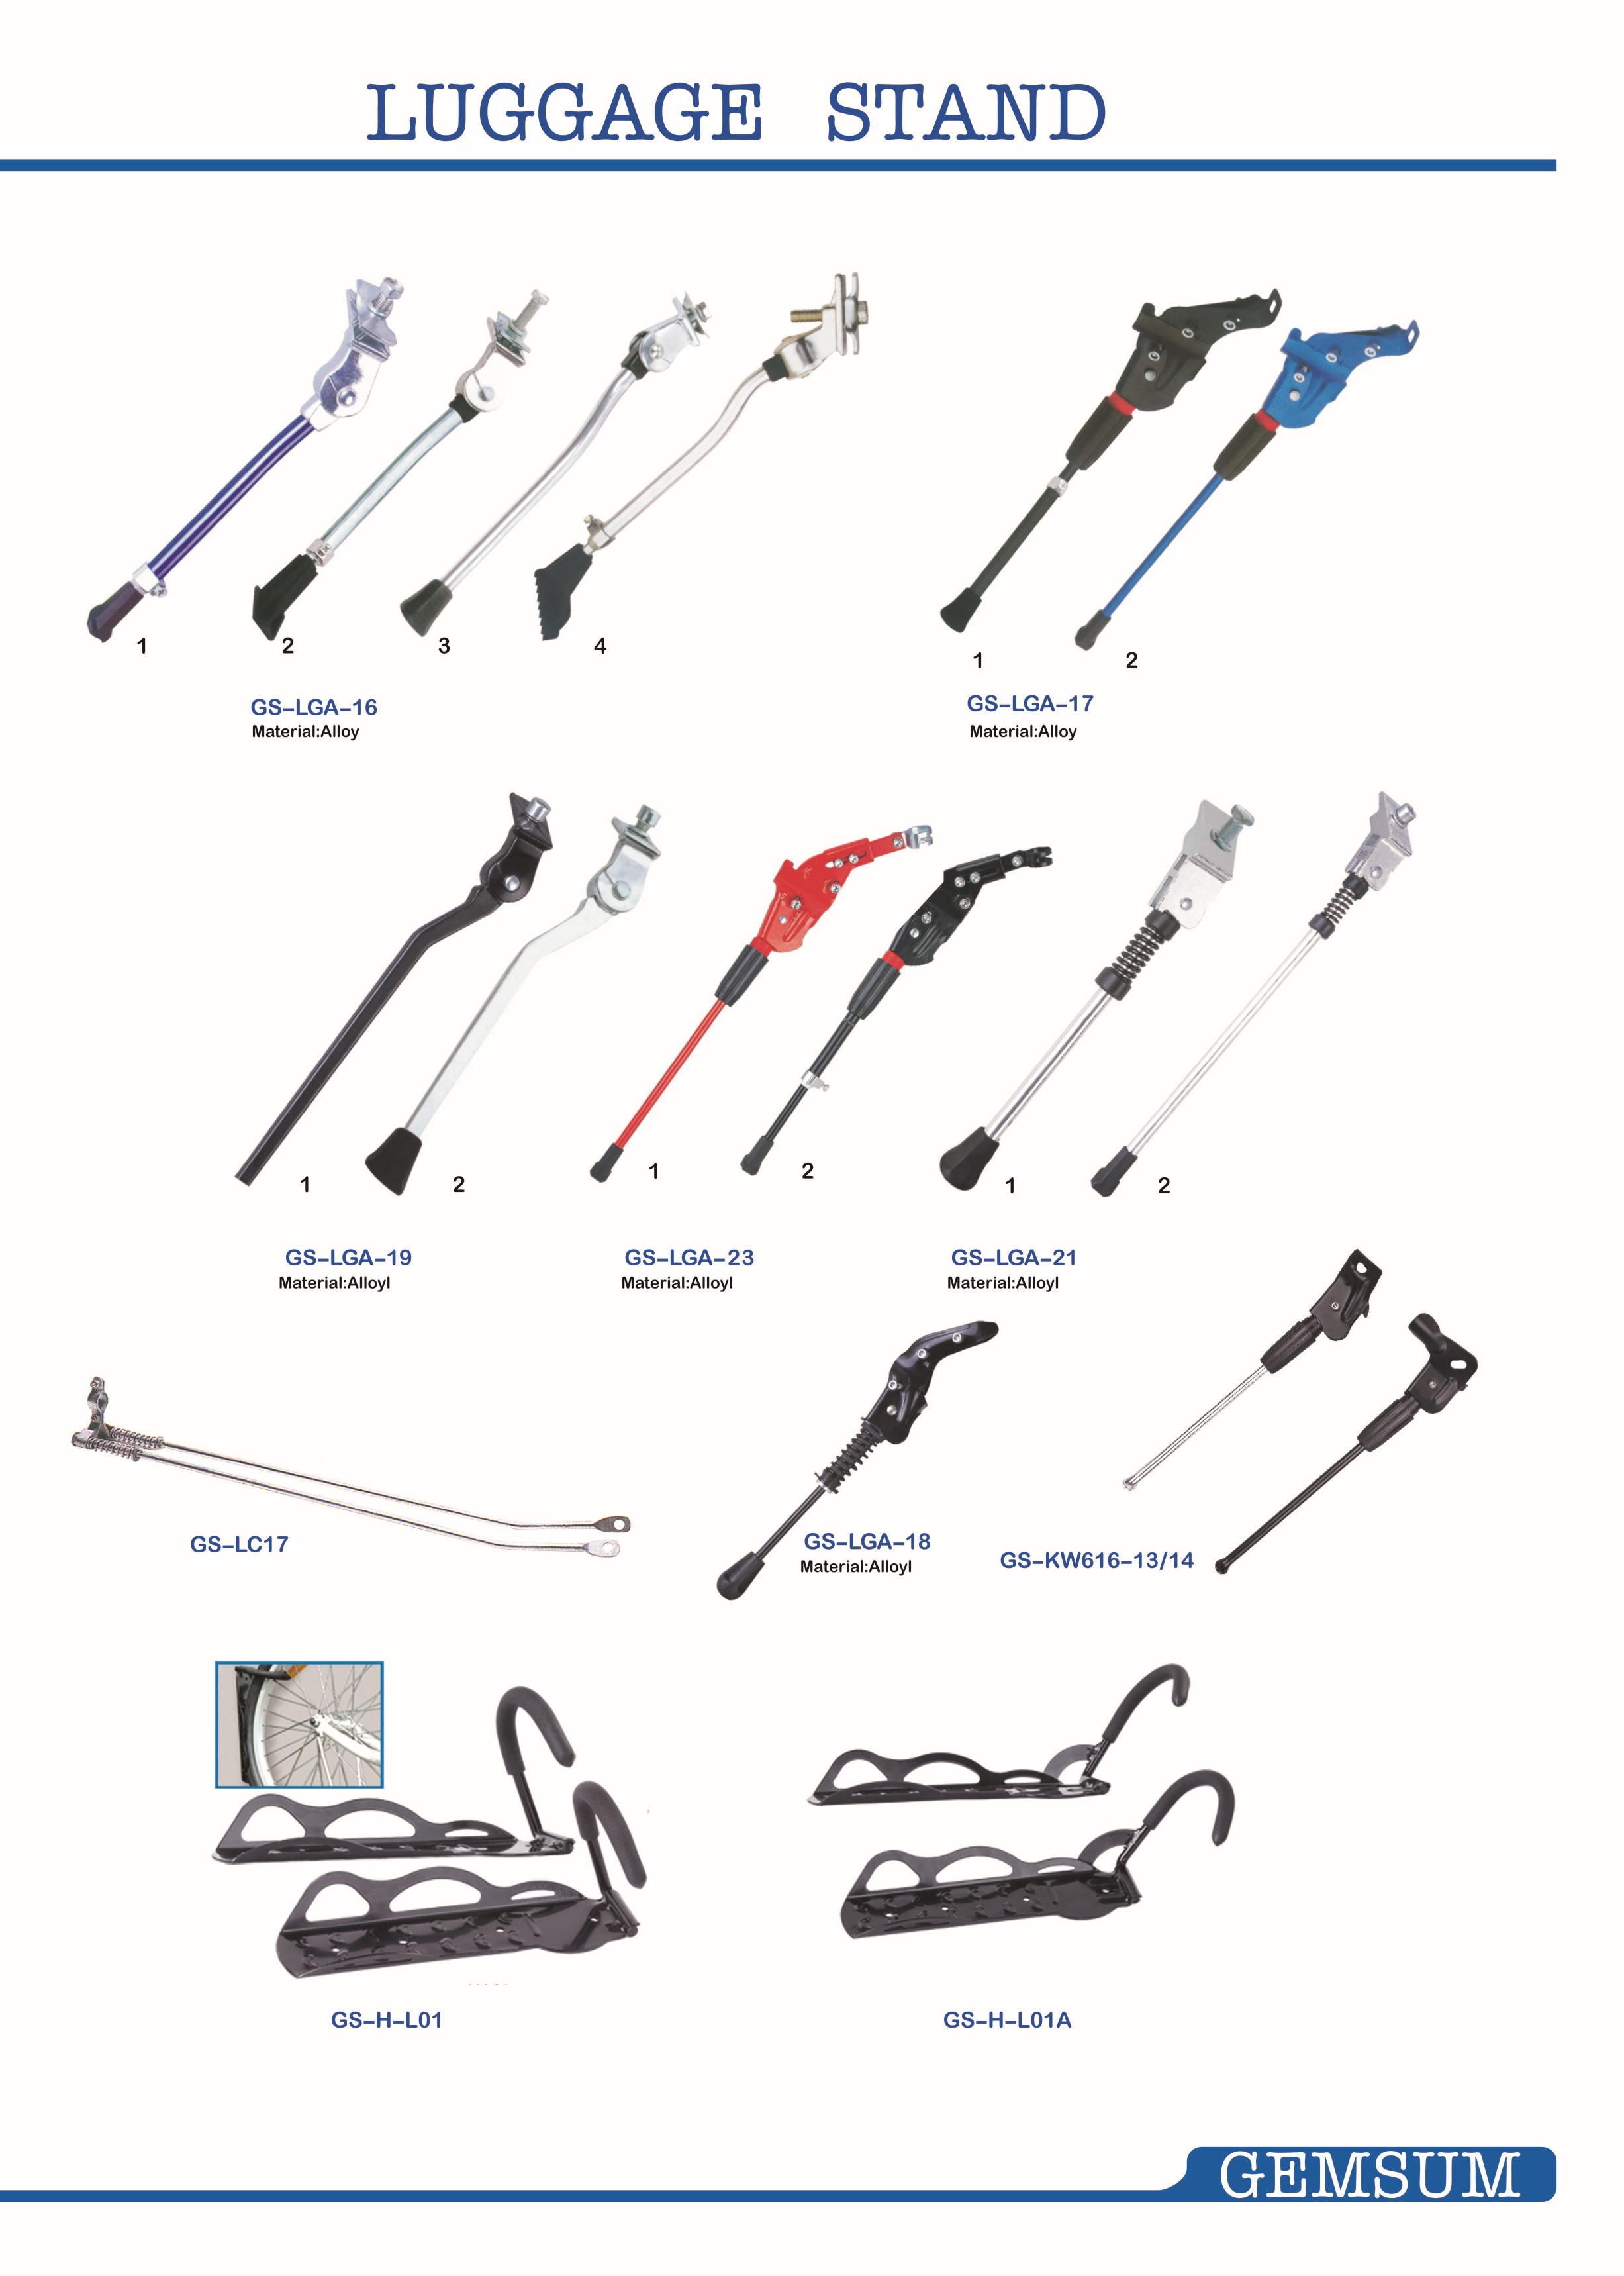 LUGGAGE STAND
1
2
3
4
1
2
GS-LGA-16
Material:Alloy
GS-LGA-17
Material:Alloy
1
2
1
2
1
2
GS-LGA-19
Material:Alloyl
GS-LGA-23
Material:Alloyl
GS-LGA-21
Material:Alloyl
GS-LC17
GS-LGA-18
Material:Alloyl
GS-KW616-13/14
GS-H-L01
GS-H-L01A
GEMSUM